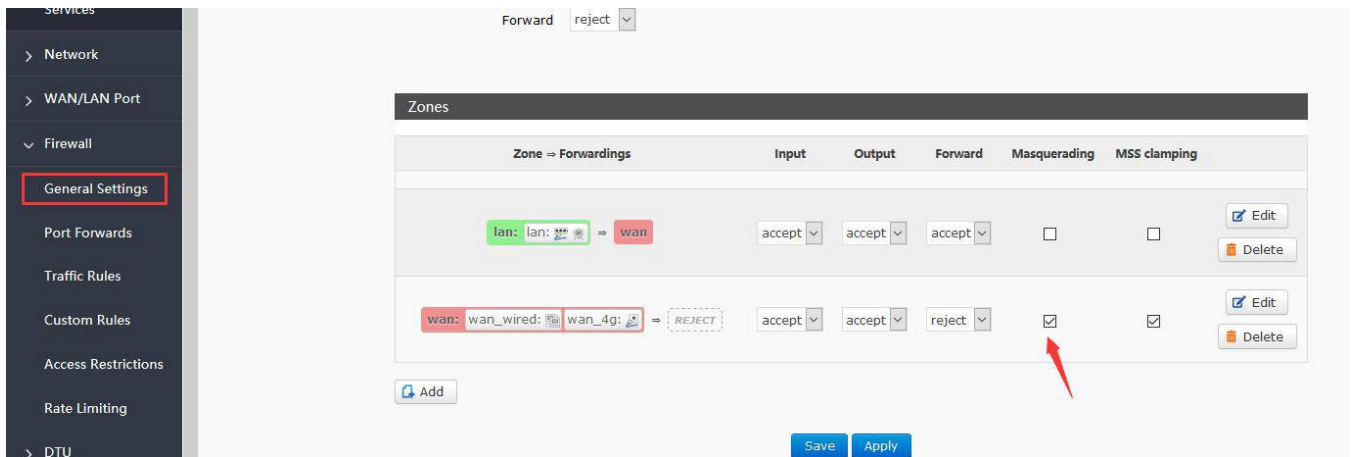 Services
Network
WAN/LAN Port
Firewall
General Settings
Port Forwards
Traffic Rules
Custom Rules
Access Restrictions
Rate Limiting
DTU
Forward reject
Zones
Zone ⇒ Forwardings Input Output Forward Masquerading MSS clamping
lan: lan: ⇒ wan accept accept accept
Edit
Delete
wan: wan_wired: wan_4g: ⇒ REJECT accept accept reject
Edit
Delete
Add
Save Apply